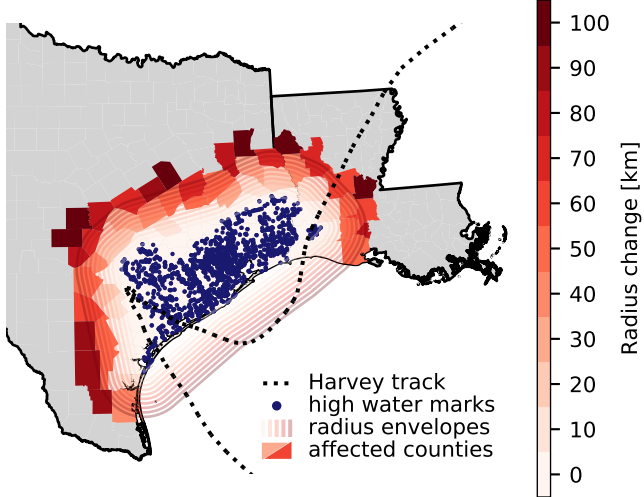 100
90
80
70
60
50
40
30
20
10
0
Radius change [km]
Harvey track
high water marks
radius envelopes
affected counties